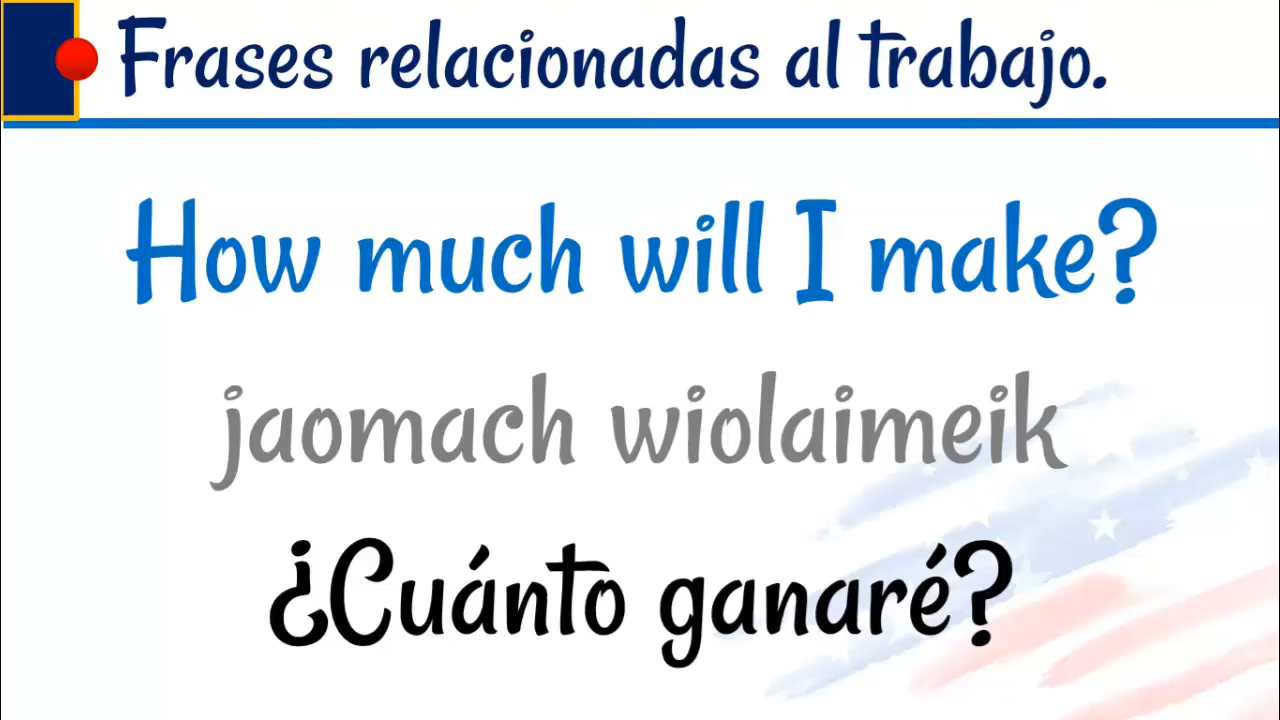 Frases relacionadas al trabajo.
How much will I make?
jaomach wiolaimeik
¿Cuánto ganaré?